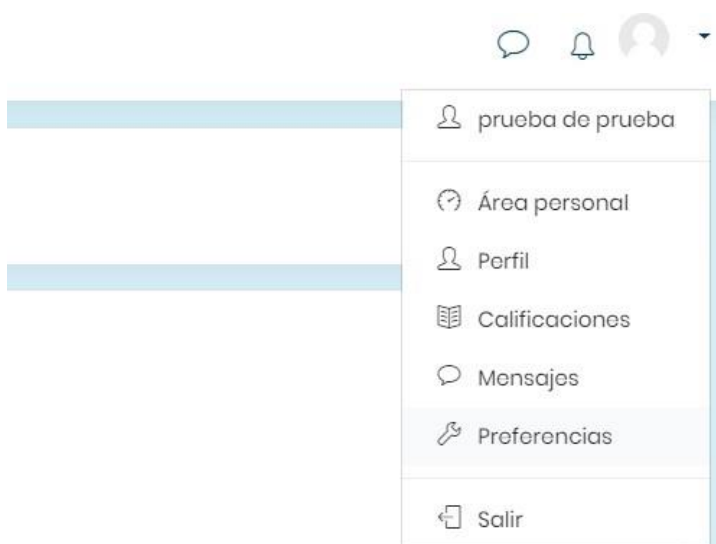 prueba de prueba
Área personal
Perfil
Calificaciones
Mensajes
Preferencias
Salir